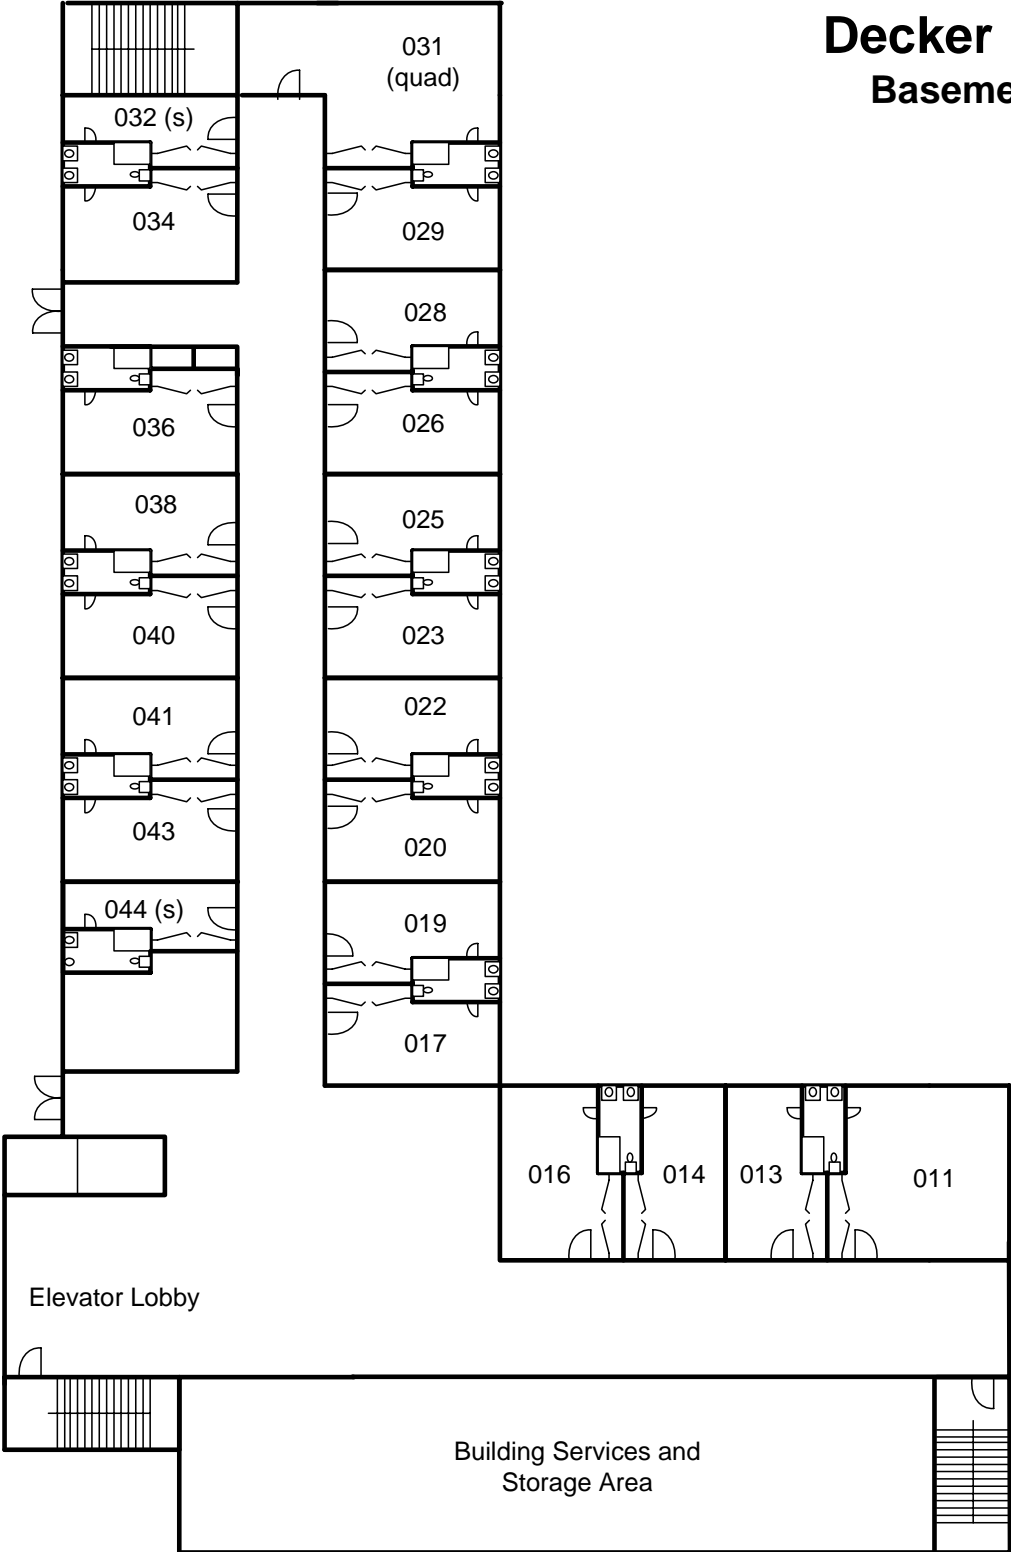 Decker
Baseme
031
(quad)
032 (s)
034
029
028
036
026
038
025
040
023
041
022
043
020
044 (s)
019
017
016
014
013
011
Elevator Lobby
Building Services and
Storage Area